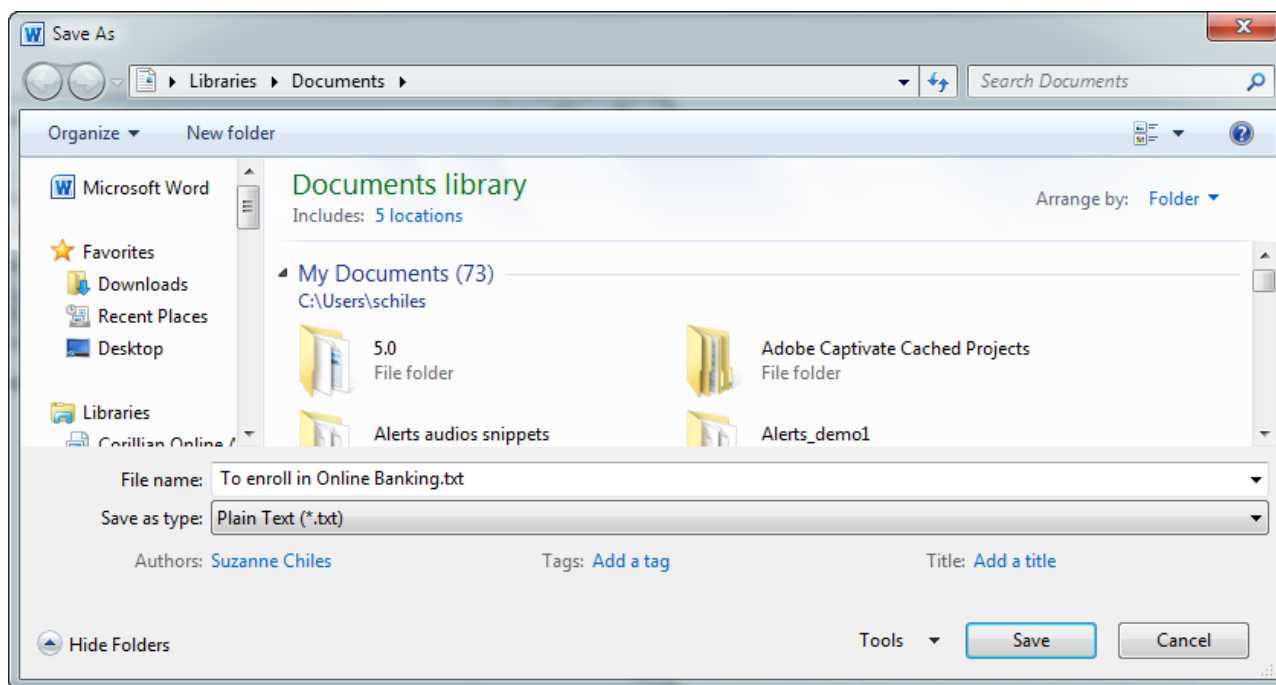 Save As
Libraries Documents
Search Documents
Organize New folder
Microsoft Word
Favorites
Downloads
Recent Places
Desktop
Libraries
Corillian Online
Documents library
Includes: 5 locations
Arrange by: Folder
My Documents (73)
C:\Users\schiles
5.0
File folder
Adobe Captivate Cached Projects
File folder
Alerts audios snippets
Alerts_demo1
File name: To enroll in Online Banking.txt
Save as type: Plain Text (*.txt)
Authors: Suzanne Chiles Tags: Add a tag Title: Add a title
Hide Folders Tools Save Cancel